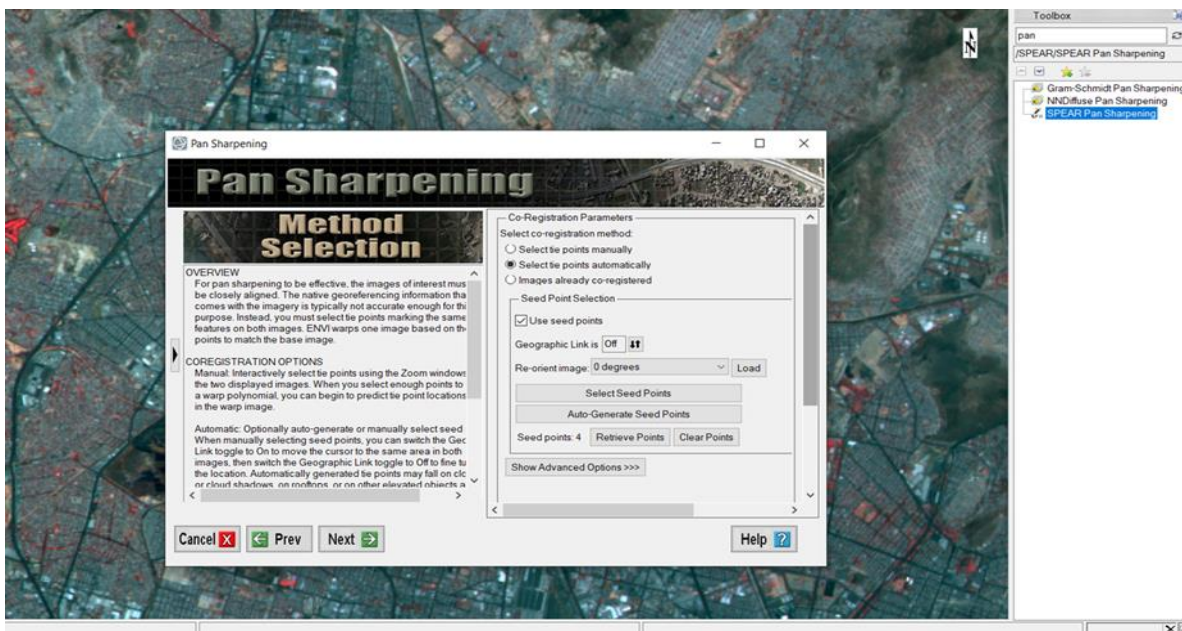 Toolbox
pan
/SPEAR/SPEAR Pan Sharpening
Gram-Schmidt Pan Sharpening
NNDiffuse Pan Sharpening
SPEAR Pan Sharpening
N
Pan Sharpening
Pan Sharpening
Method
Selection
OVERVIEW
For pan sharpening to be effective, the images of interest mus
be closely aligned. The native georeferencing information tha
comes with the imagery is typically not accurate enough for thi
purpose. Instead, you must select tie points marking the same
features on both images. ENVI warps one image based on th
points to match the base image.
COREGISTRATION OPTIONS
Manual: Interactively select tie points using the Zoom windows
the two displayed images. When you select enough points to
a warp polynomial, you can begin to predict tie point locations
in the warp image.
Automatic: Optionally auto-generate or manually select seed
When manually selecting seed points, you can switch the Geo
Link toggle to On to move the cursor to the same area in both
images, then switch the Geographic Link toggle to Off to fine tu
the location. Automatically generated tie points may fall on clo
or cloud shadows, on rooftops, or on other elevated objects a
Co-Registration Parameters
Select co-registration method:
Select tie points manually
Select tie points automatically
Images already co-registered
Seed Point Selection
Use seed points
Geographic Link is Off
Re-orient image: 0 degrees Load
Select Seed Points
Auto-Generate Seed Points
Seed points: 4 Retrieve Points Clear Points
Show Advanced Options >>>
Cancel Prev Next Help ?